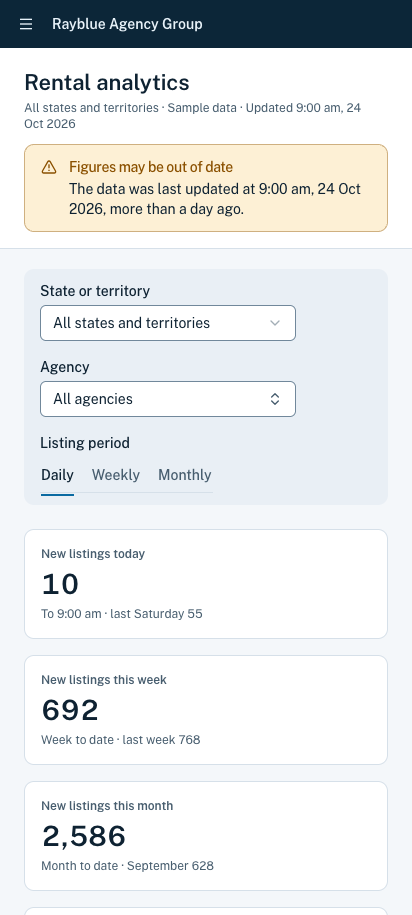 Rayblue Agency Group
Rental analytics
All states and territories · Sample data · Updated 9:00 am, 24
Oct 2026
Figures may be out of date
The data was last updated at 9:00 am, 24 Oct
2026, more than a day ago.
State or territory
All states and territories
Agency
All agencies
Listing period
Daily Weekly Monthly
New listings today
10
To 9:00 am · last Saturday 55
New listings this week
692
Week to date · last week 768
New listings this month
2,586
Month to date · September 628